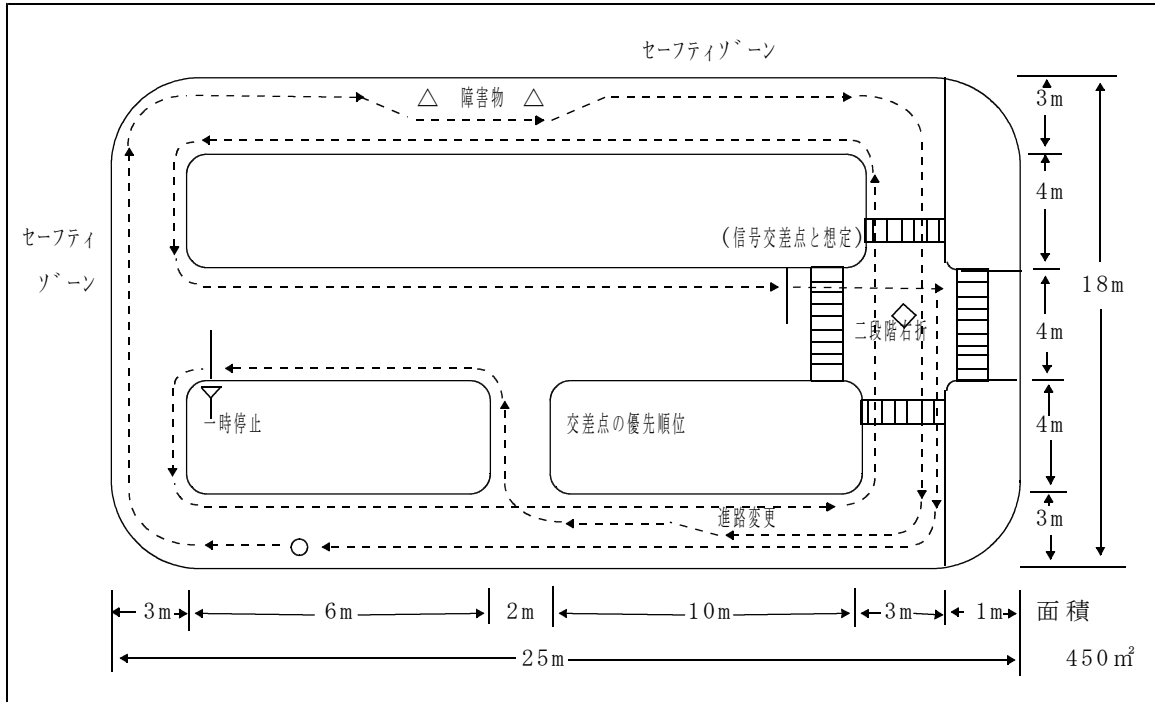 セーフティゾーン
障害物
3m
4m
セーフティ
ゾーン
(信号交差点と想定)
18m
二段階右折
4m
一時停止
交差点の優先順位
4m
進路変更
3m
3m
6m
2m
10m
3m
1m
面積
25m
450㎡